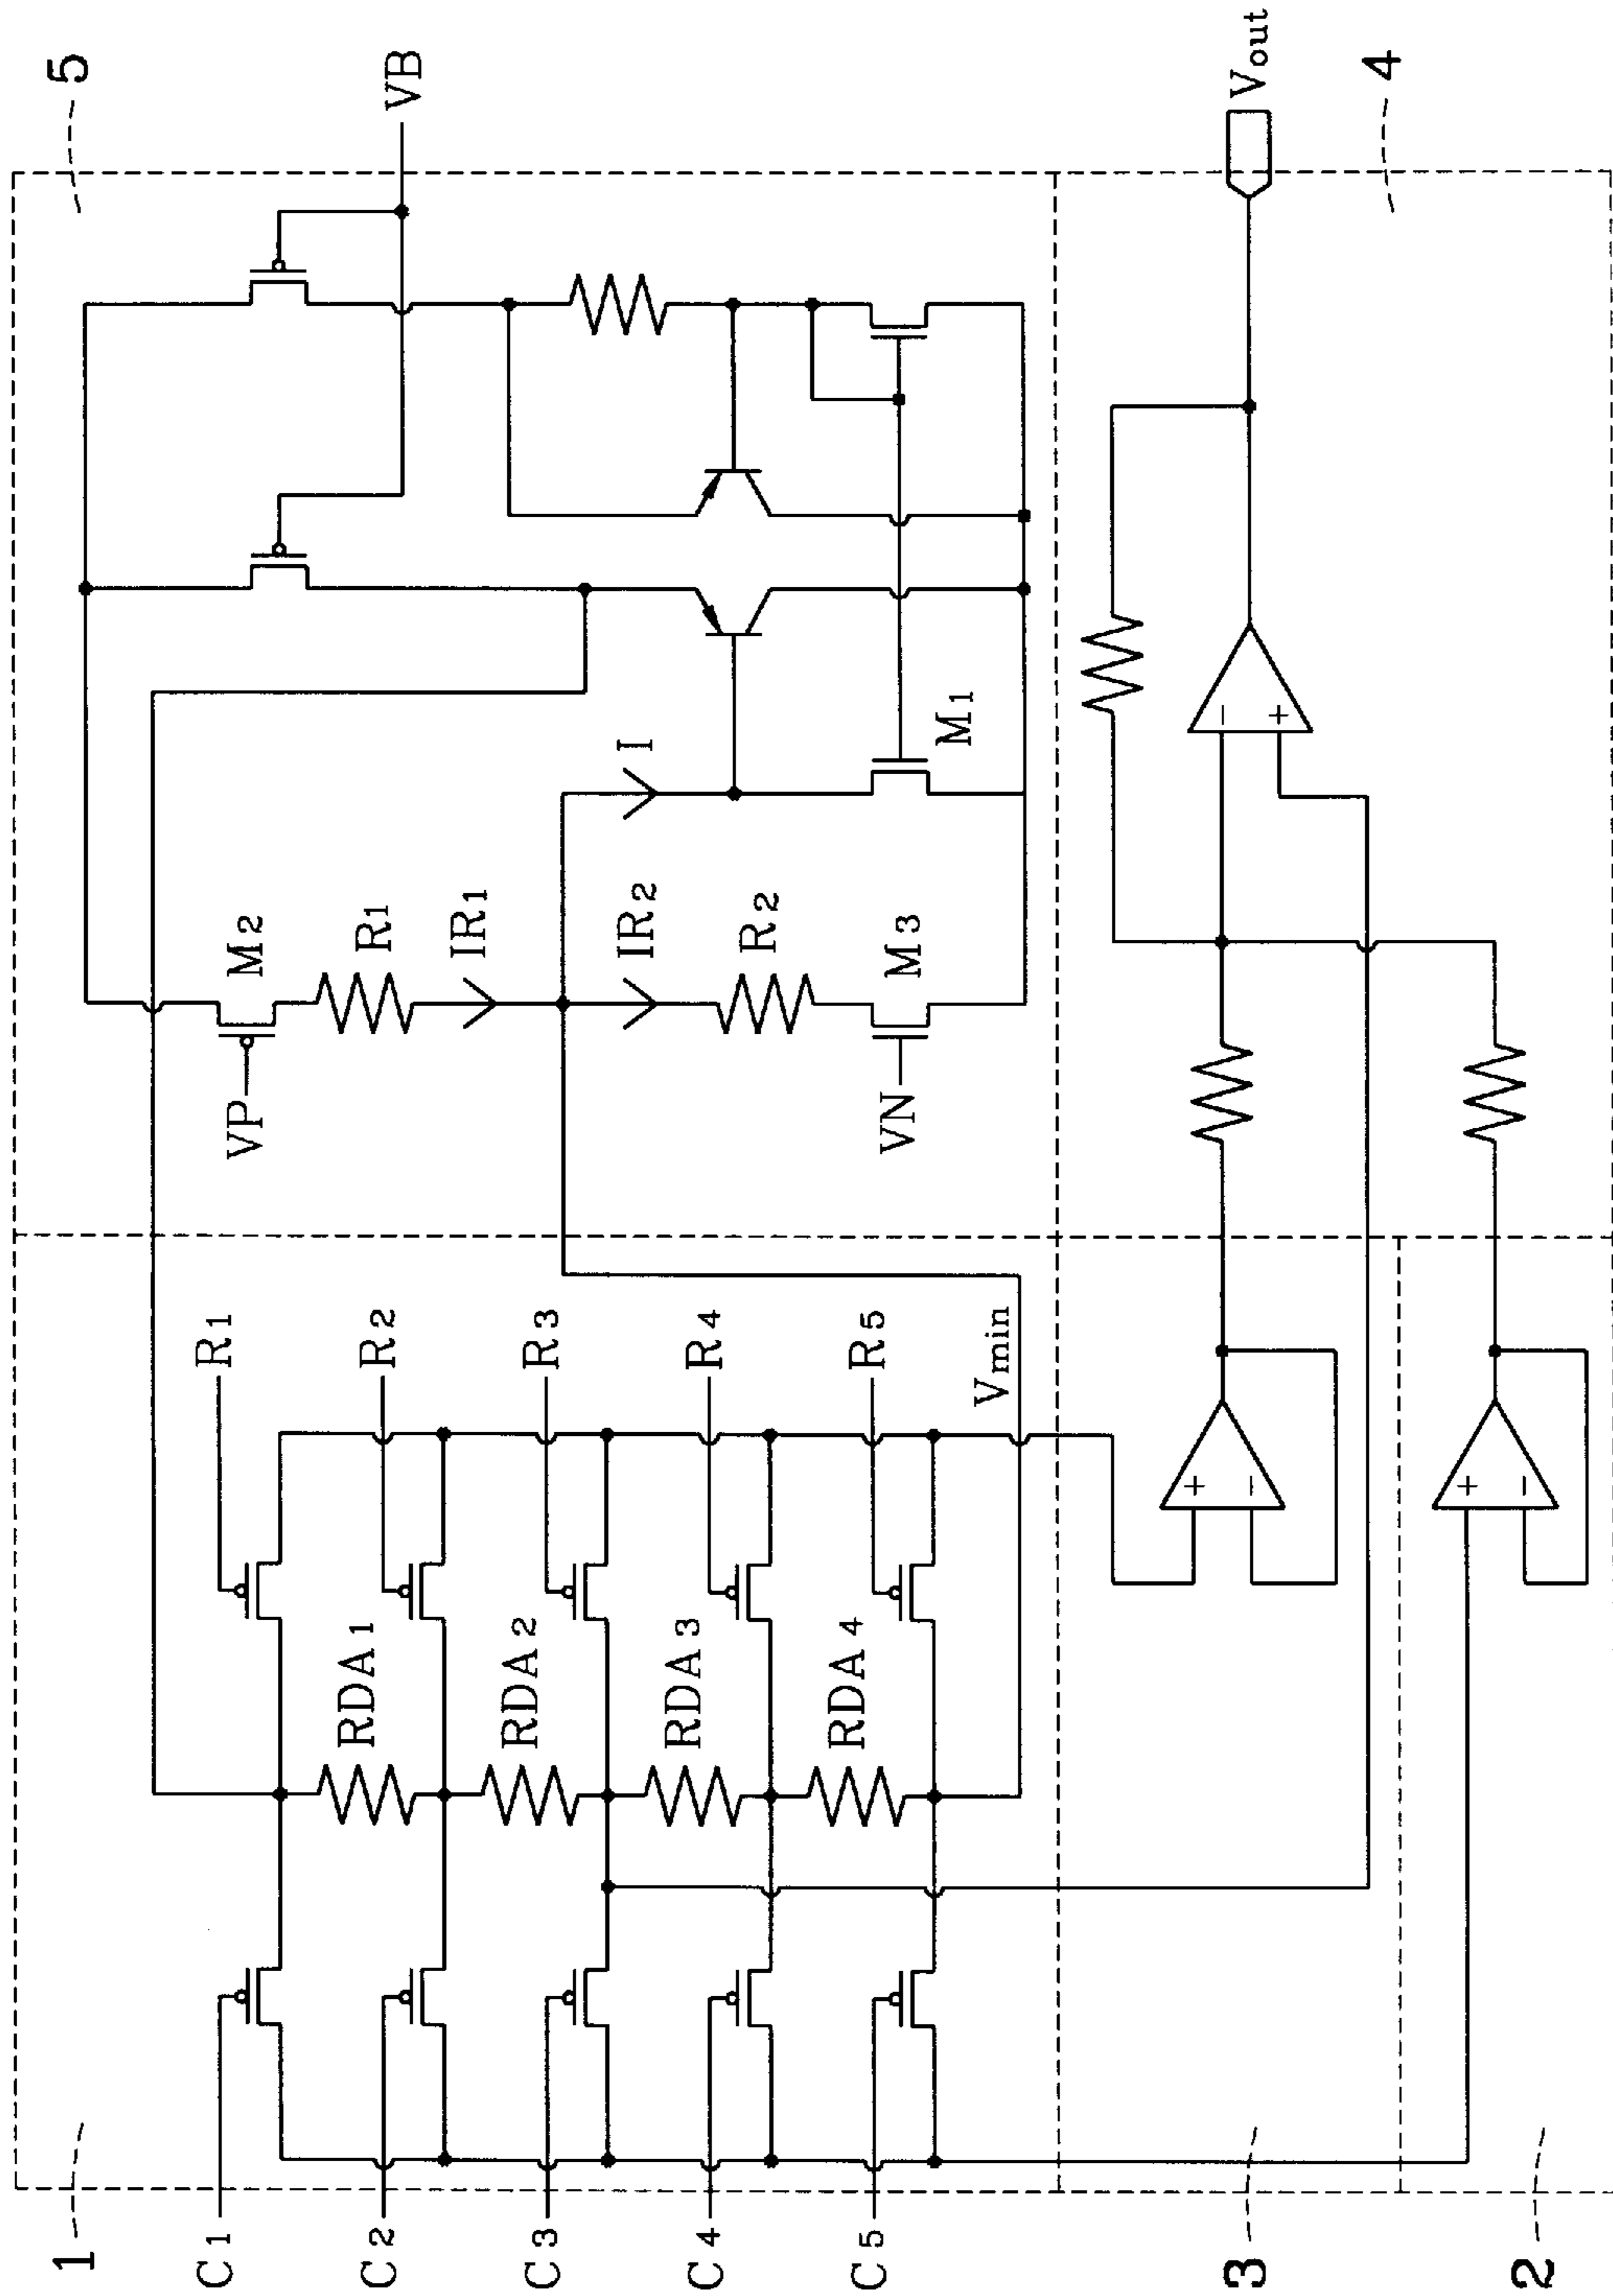 1
5
C1
C2
C3
C4
C5
R1
R2
R3
R4
R5
RDA1
RDA2
RDA3
RDA4
Vmin
VP
M2
R1
IR1
IR2
I
R2
VN
M3
M1
VB
+
−
+
−
−
+
Vout
3
2
4